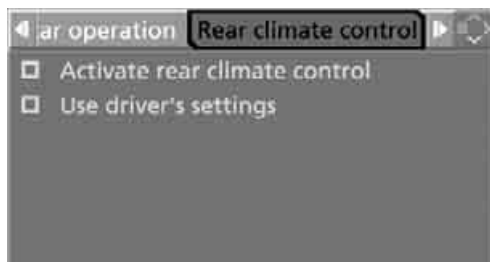 ar operation Rear climate control
Activate rear climate control
Use driver's settings